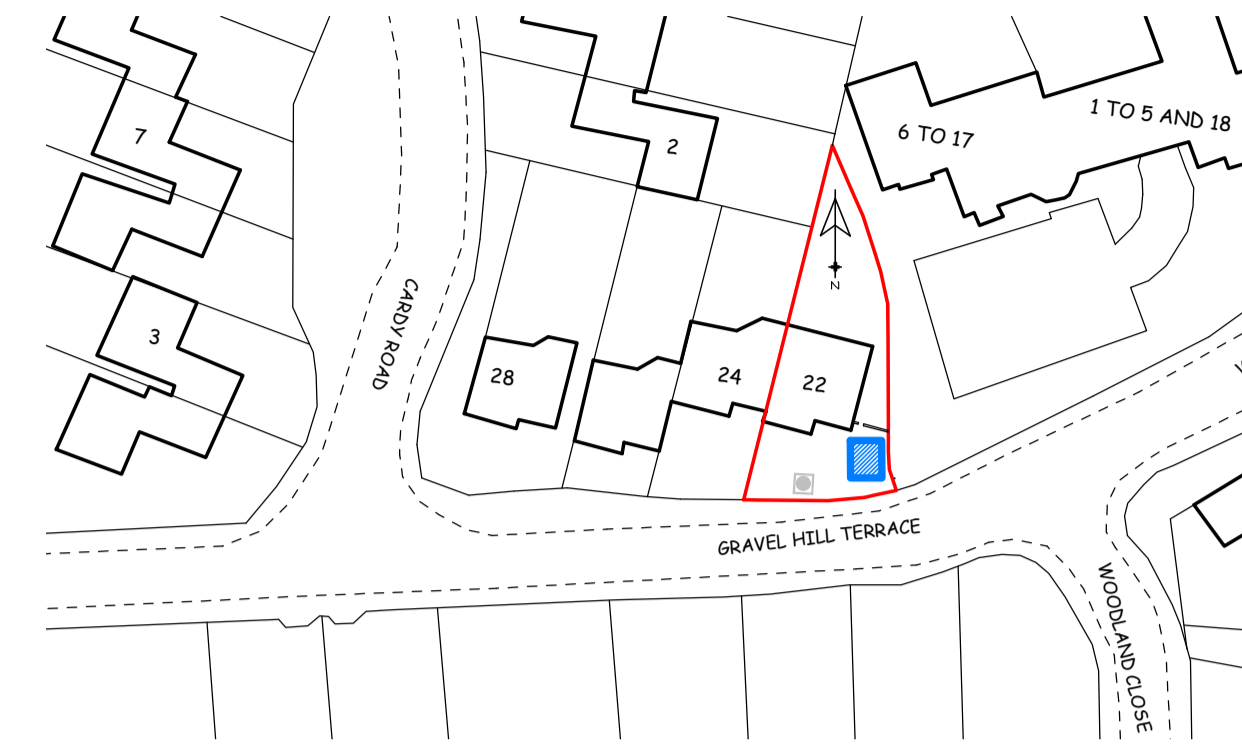 1 TO 5 AND 18
6 TO 17
7
2
N
CARDY ROAD
3
28
24
22
GRAVEL HILL TERRACE
WOODLAND CLOSE